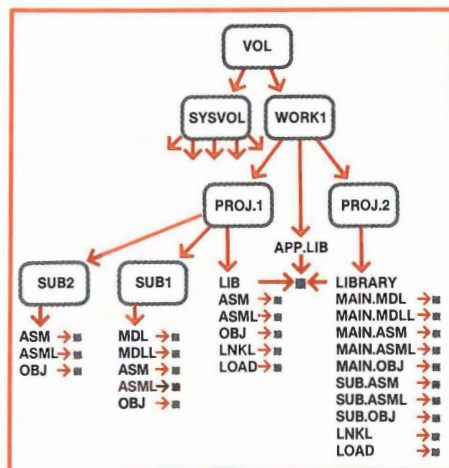 VOL
SYSVOL
WORK1
PROJ.1
PROJ.2
APP.LIB
SUB2
SUB1
LIB
LIBRARY
ASM
ASML
OBJ
MDL
MDLL
ASM
ASML
OBJ
ASM
ASML
OBJ
LNKL
LOAD
MAIN.MDL
MAIN.MDLL
MAIN.ASM
MAIN.ASML
MAIN.OBJ
SUB.ASM
SUB.ASML
SUB.OBJ
LNKL
LOAD